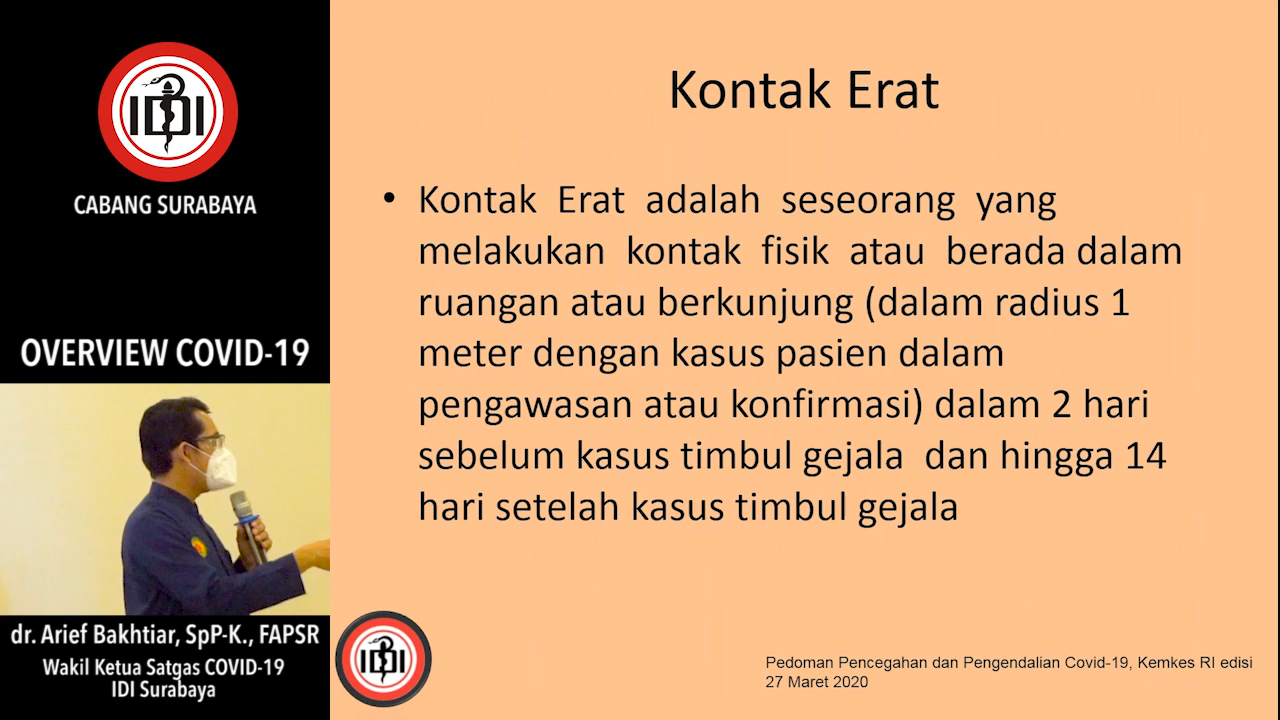 IDI
CABANG SURABAYA
OVERVIEW COVID-19
dr. Arief Bakhtiar, SpP-K., FAPSR
Wakil Ketua Satgas COVID-19
IDI Surabaya
Kontak Erat
• Kontak Erat adalah seseorang yang
melakukan kontak fisik atau berada dalam
ruangan atau berkunjung (dalam radius 1
meter dengan kasus pasien dalam
pengawasan atau konfirmasi) dalam 2 hari
sebelum kasus timbul gejala dan hingga 14
hari setelah kasus timbul gejala
IDI
Pedoman Pencegahan dan Pengendalian Covid-19, Kemkes RI edisi
27 Maret 2020